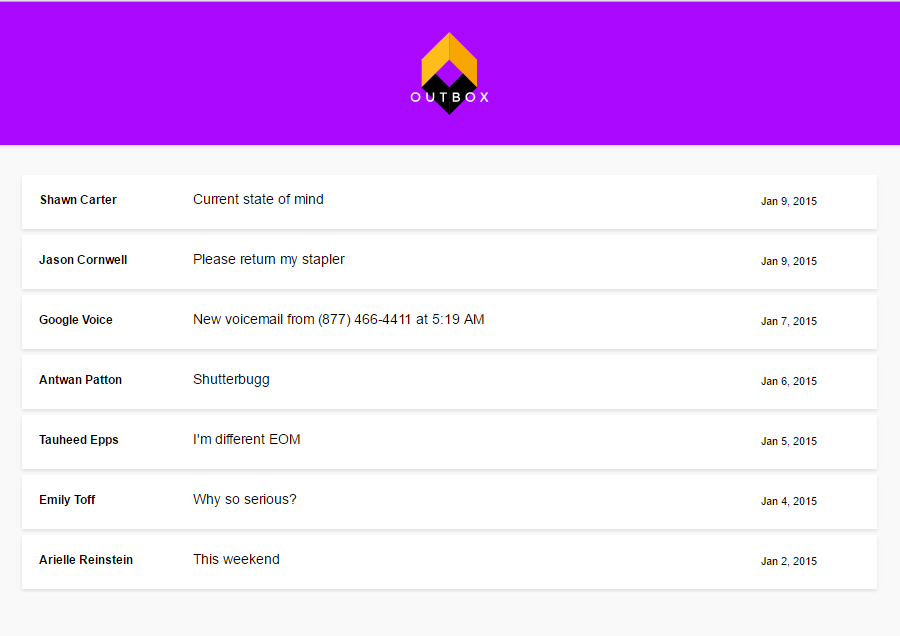 OUTBOX
Shawn Carter Current state of mind Jan 9, 2015
Jason Cornwell Please return my stapler Jan 9, 2015
Google Voice New voicemail from (877) 466-4411 at 5:19 AM Jan 7, 2015
Antwan Patton Shutterbugg Jan 6, 2015
Tauheed Epps I'm different EOM Jan 5, 2015
Emily Toff Why so serious? Jan 4, 2015
Arielle Reinstein This weekend Jan 2, 2015